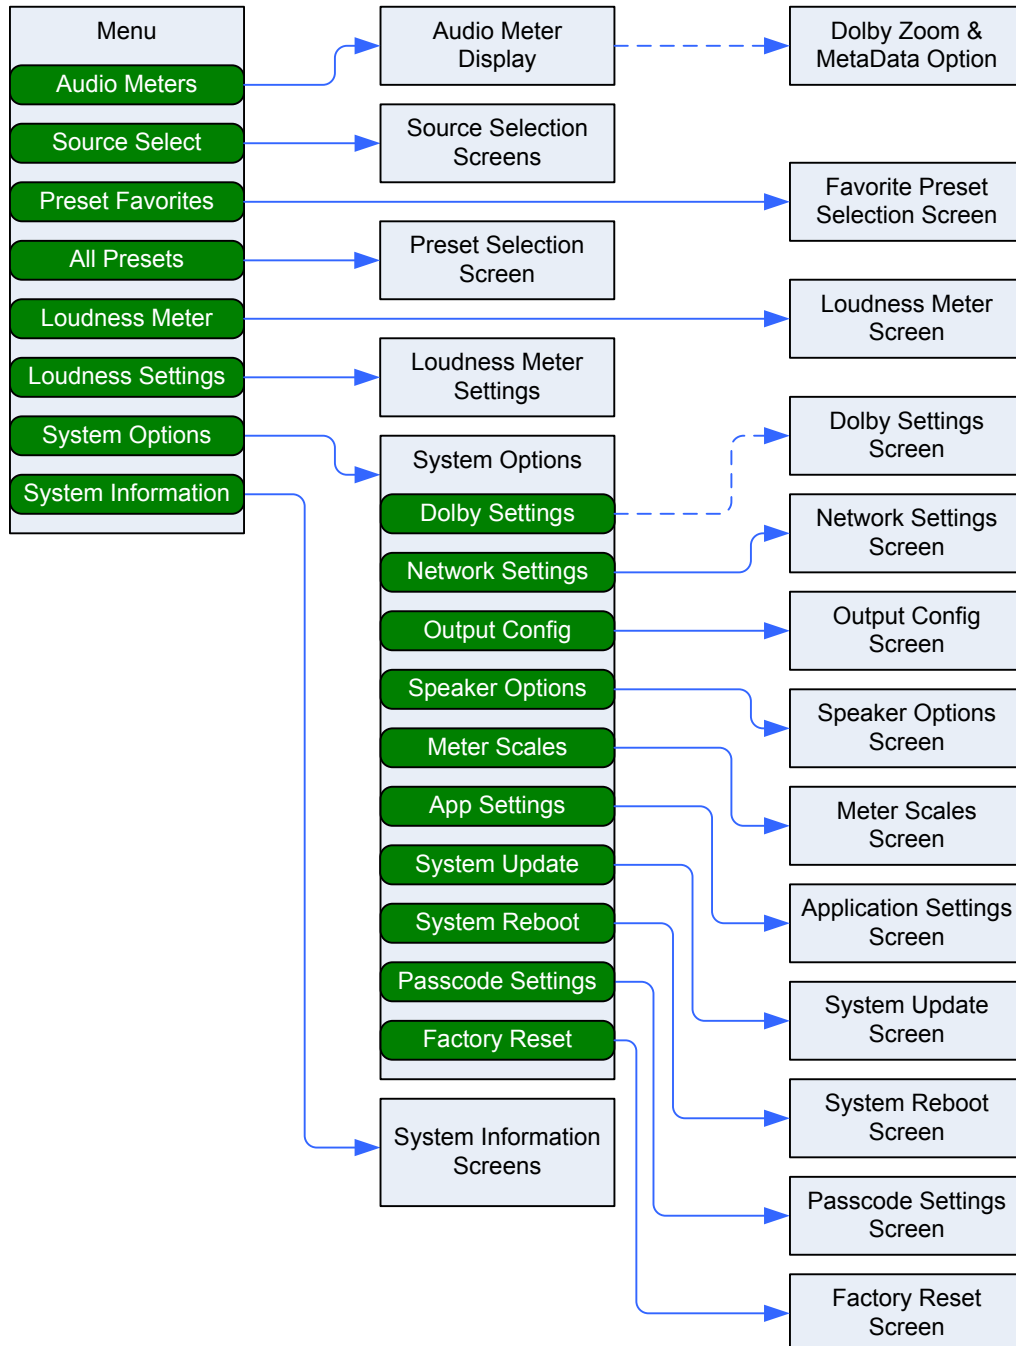 Menu
Audio Meters
Source Select
Preset Favorites
All Presets
Loudness Meter
Loudness Settings
System Options
System Information
Audio Meter
Display
Source Selection
Screens
Preset Selection
Screen
Loudness Meter
Settings
System Options
Dolby Settings
Network Settings
Output Config
Speaker Options
Meter Scales
App Settings
System Update
System Reboot
Passcode Settings
Factory Reset
System Information
Screens
Dolby Zoom &
MetaData Option
Favorite Preset
Selection Screen
Loudness Meter
Screen
Dolby Settings
Screen
Network Settings
Screen
Output Config
Screen
Speaker Options
Screen
Meter Scales
Screen
Application Settings
Screen
System Update
Screen
System Reboot
Screen
Passcode Settings
Screen
Factory Reset
Screen